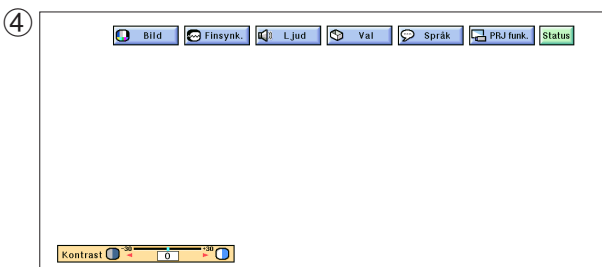 ④
Bild Finsynk. Ljud Val Språk PRJ funk. Status
Kontrast -30 0 +30